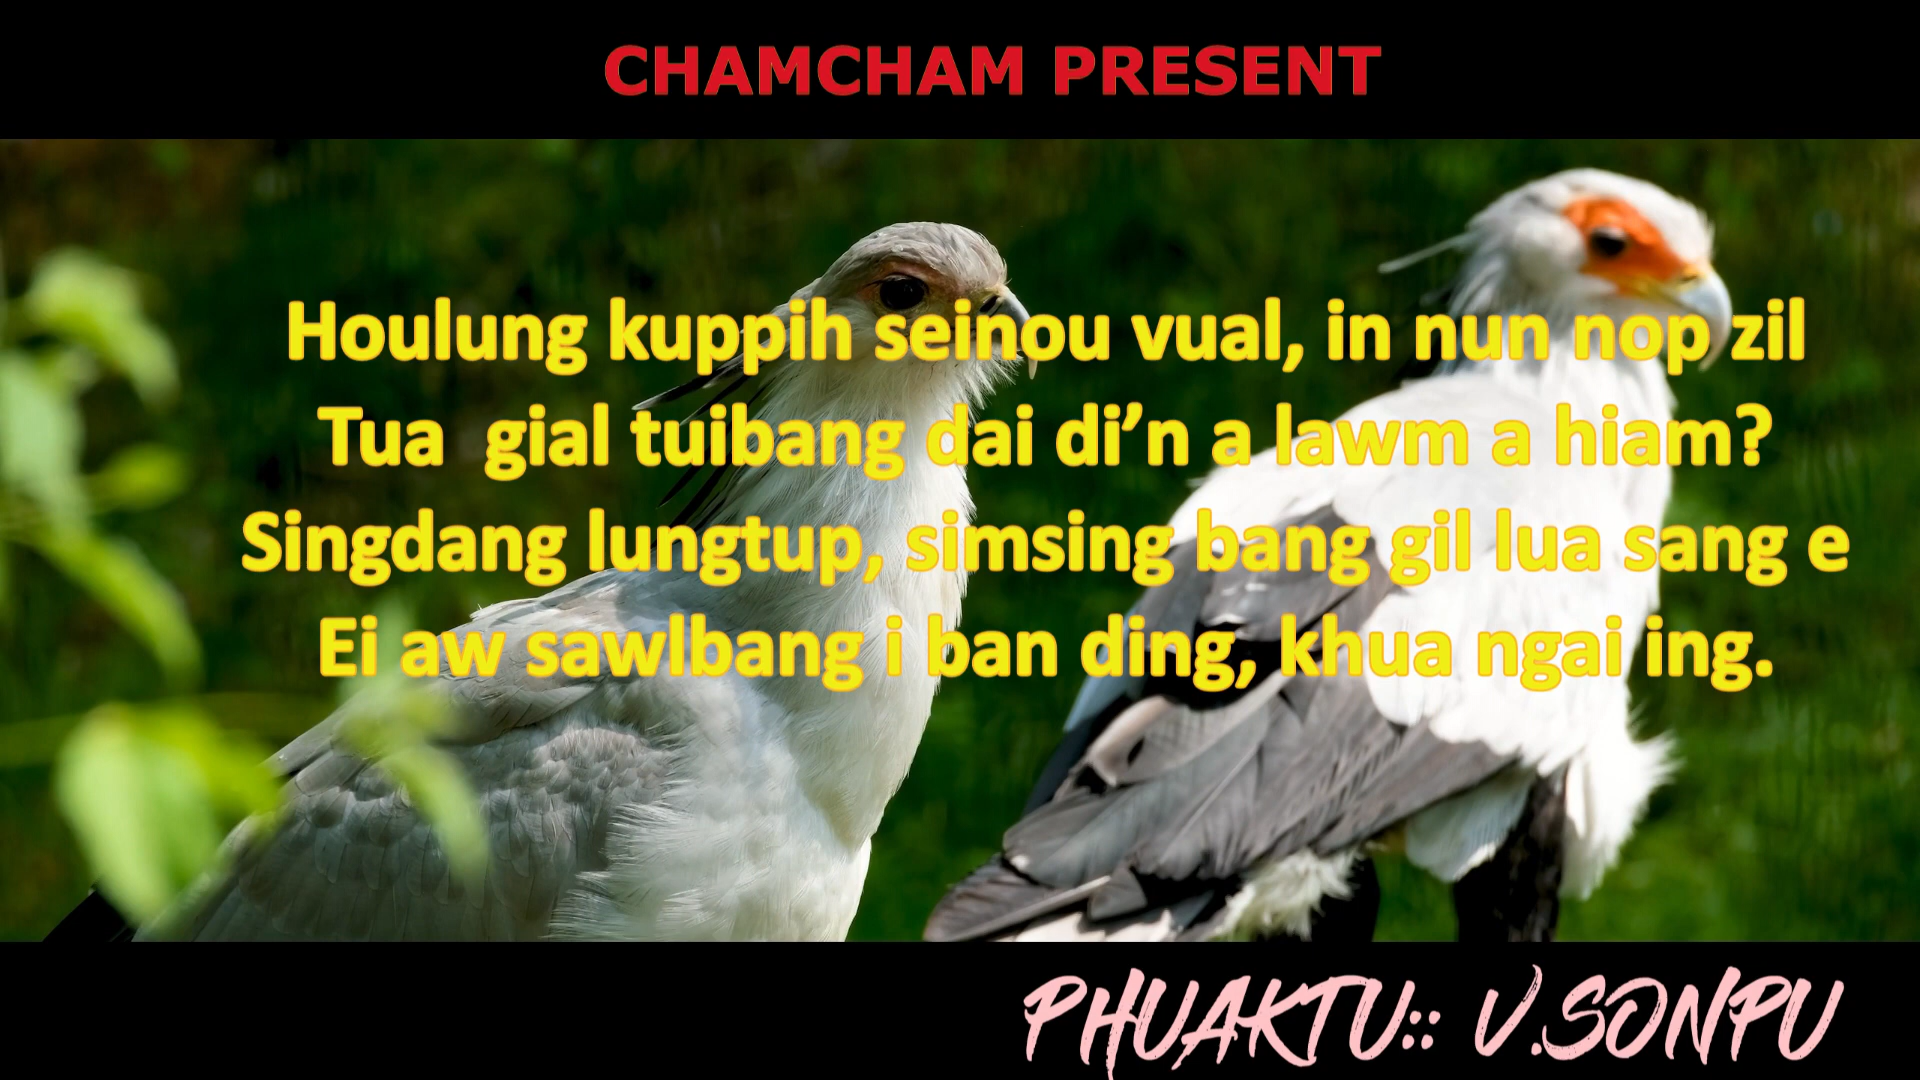 CHAMCHAM PRESENT
Houlung kuppih seinou vual, in nun nop zil
Tua  gial tuibang dai di’n a lawm a hiam?
Singdang lungtup, simsing bang gil lua sang e
Ei aw sawlbang i ban ding, khua ngai ing.
PHUAKTU:: V.SONPU